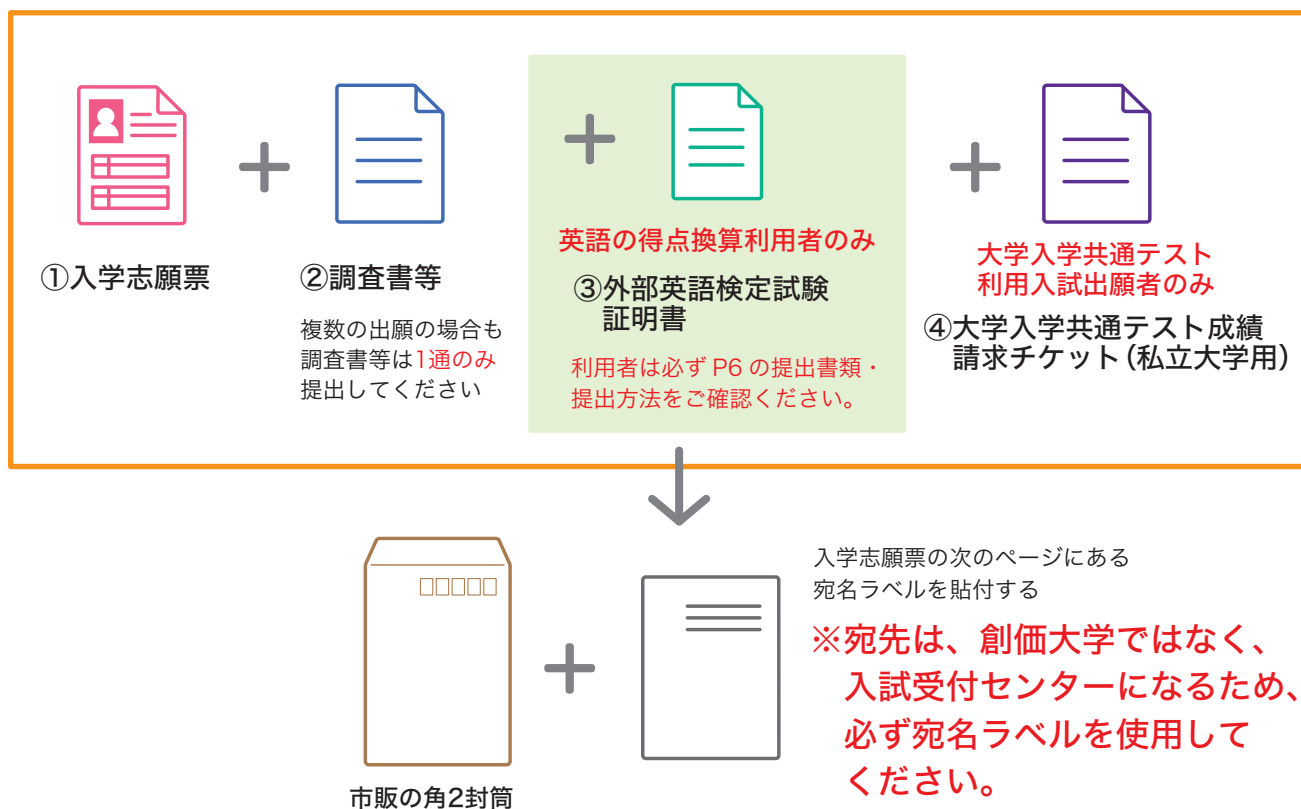 ①入学志願票
②調査書等
複数の出願の場合も
調査書等は1通のみ
提出してください
英語の得点換算利用者のみ
③外部英語検定試験
証明書
利用者は必ず P6 の提出書類・
提出方法をご確認ください。
大学入学共通テスト
利用入試出願者のみ
④大学入学共通テスト成績
請求チケット(私立大学用)
市販の角2封筒
入学志願票の次のページにある
宛名ラベルを貼付する
※宛先は、創価大学ではなく、
入試受付センターになるため、
必ず宛名ラベルを使用して
ください。